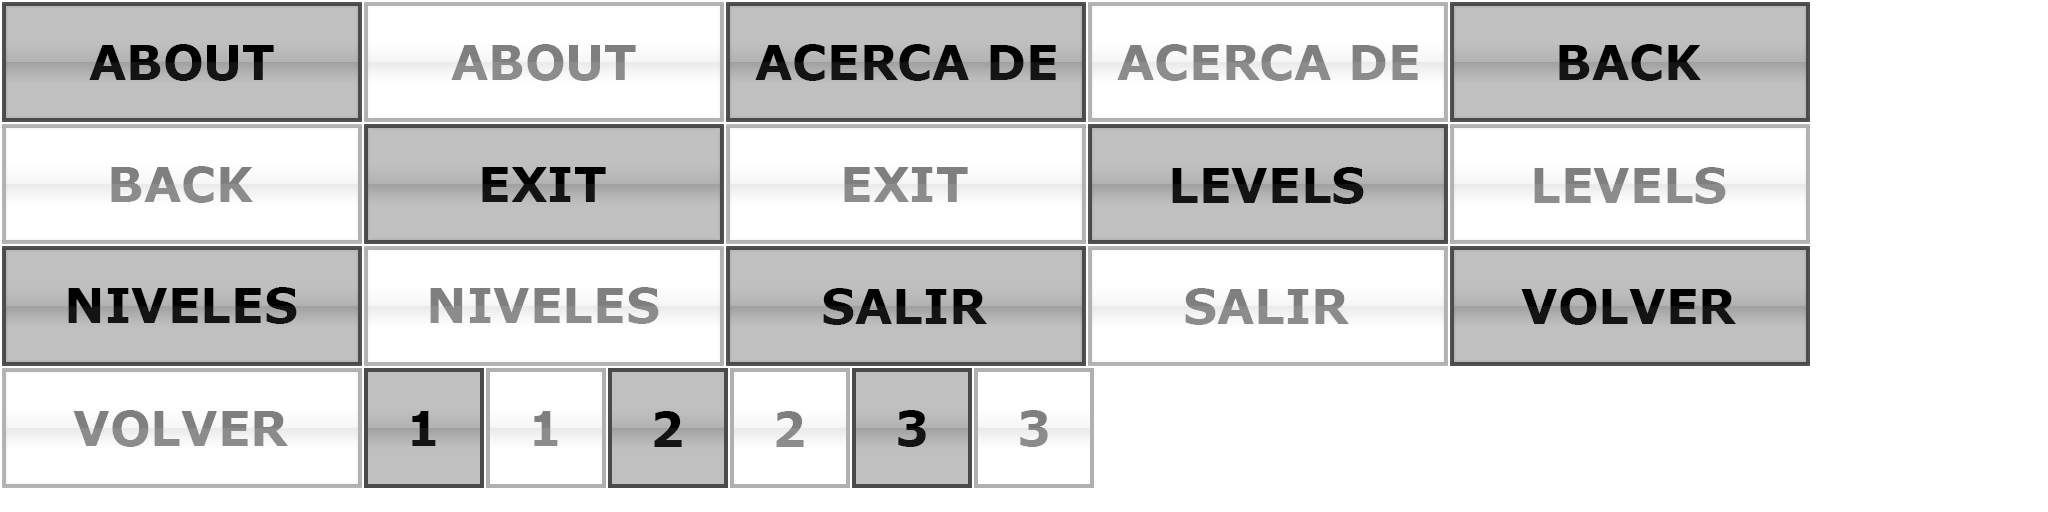 ABOUT ABOUT ACERCA DE ACERCA DE BACK
BACK EXIT EXIT LEVELS LEVELS
NIVELES NIVELES SALIR SALIR VOLVER
VOLVER 1 1 2 2 3 3